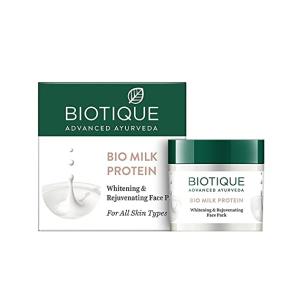 BIOTIQUE
ADVANCED AYURVEDA
BIO MILK
PROTEIN
Whitening &
Rejuvenating Face P
For All Skin Types
BIOTIQUE
ADVANCED AYURVEDA
BIO MILK PROTEIN
Whitening & Rejuvenating
Face Pack